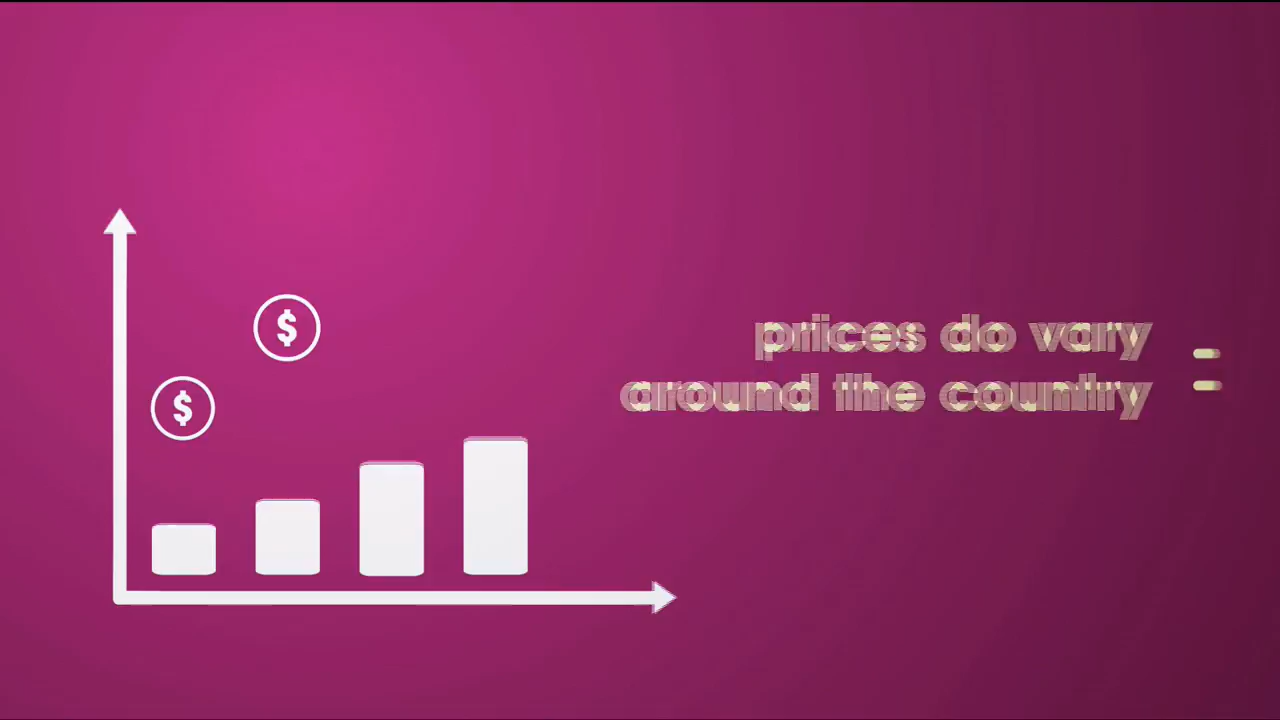 prices do vary
around the country
$
$